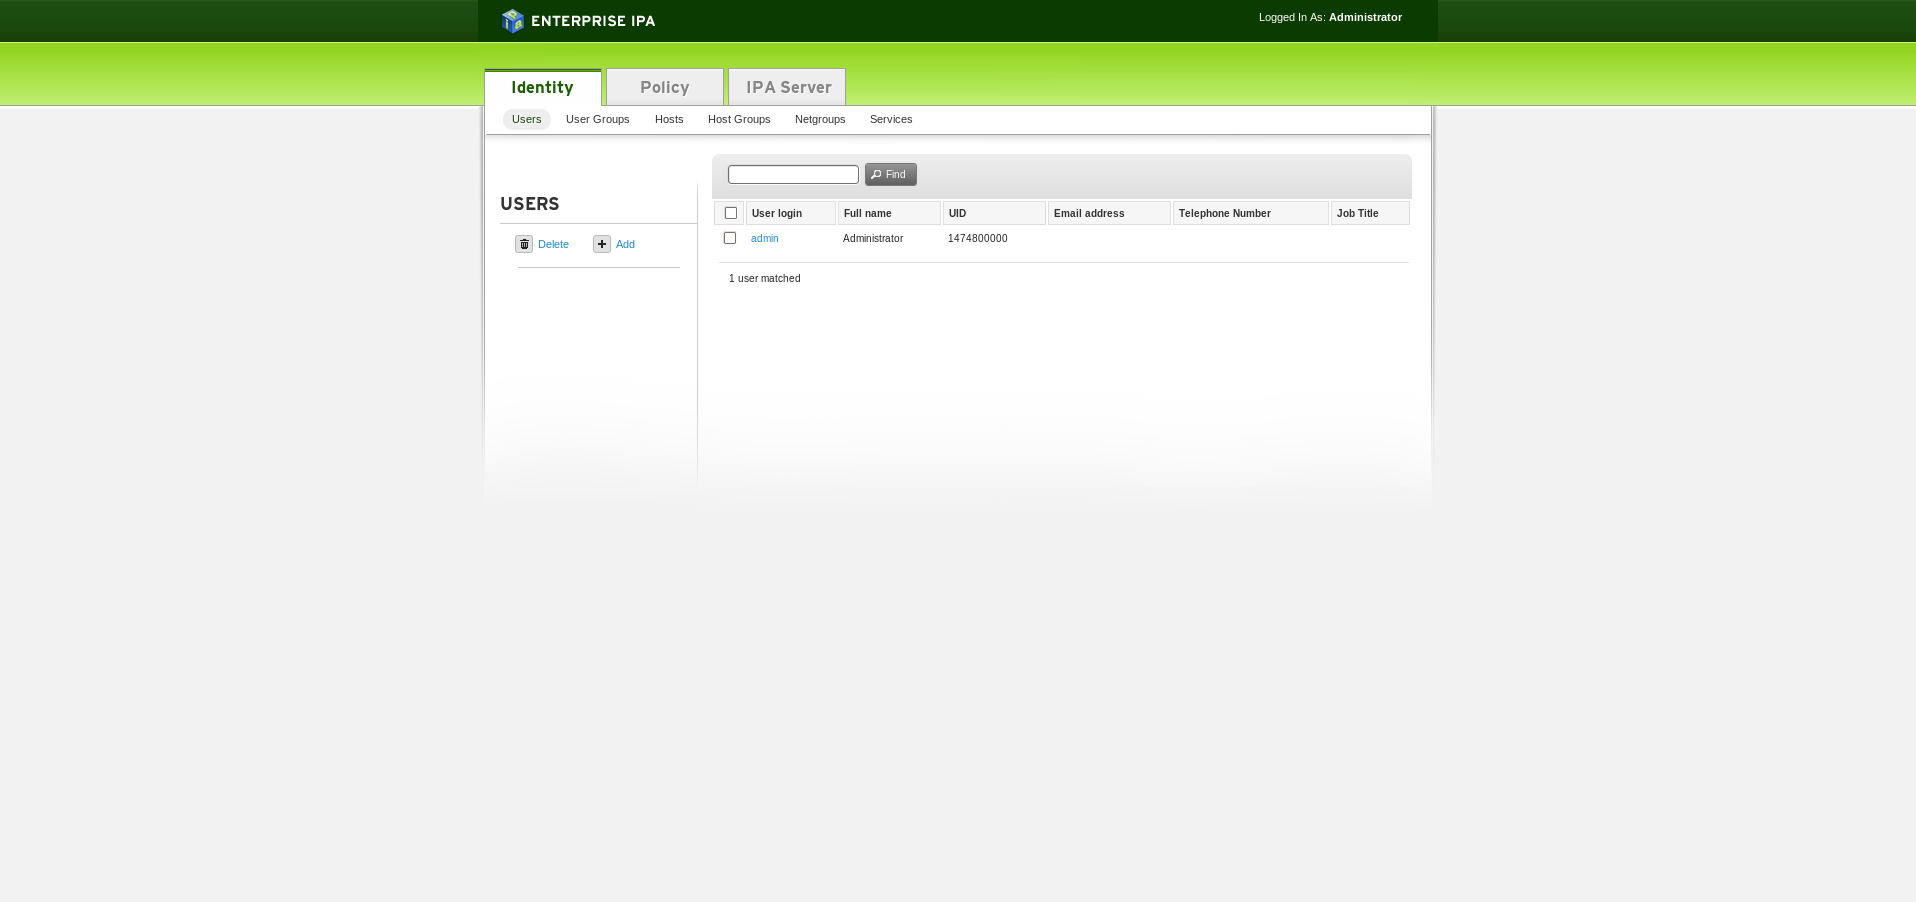 ENTERPRISE IPA
Logged In As: Administrator
Identity
Policy
IPA Server
Users
User Groups
Hosts
Host Groups
Netgroups
Services
USERS
Delete
Add
Find
User login
Full name
UID
Email address
Telephone Number
Job Title
admin
Administrator
1474800000
1 user matched